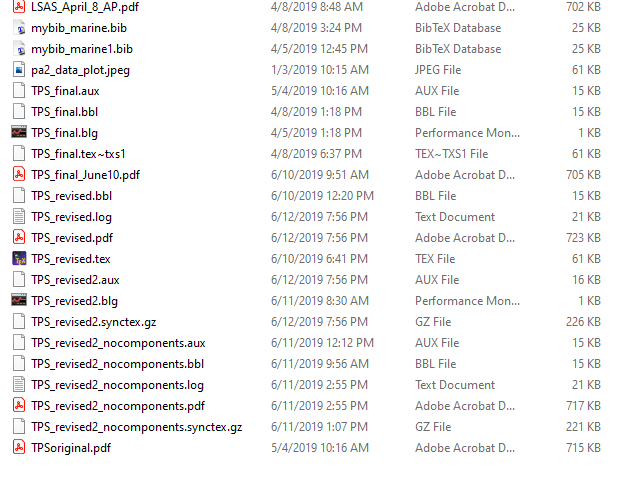 LSAS_April_8_AP.pdf 4/8/2019 8:48 AM Adobe Acrobat D... 702 KB
mybib_marine.bib 4/8/2019 3:24 PM BibTeX Database 25 KB
mybib_marine1.bib 4/5/2019 12:45 PM BibTeX Database 25 KB
pa2_data_plot.jpeg 1/3/2019 10:15 AM JPEG File 61 KB
TPS_final.aux 5/4/2019 10:16 AM AUX File 15 KB
TPS_final.bbl 4/8/2019 1:18 PM BBL File 15 KB
TPS_final.blg 4/5/2019 1:18 PM Performance Mon... 1 KB
TPS_final.tex~txs1 4/8/2019 6:37 PM TEX~TXS1 File 61 KB
TPS_final_June10.pdf 6/10/2019 9:51 AM Adobe Acrobat D... 705 KB
TPS_revised.bbl 6/10/2019 12:20 PM BBL File 15 KB
TPS_revised.log 6/12/2019 7:56 PM Text Document 21 KB
TPS_revised.pdf 6/12/2019 7:56 PM Adobe Acrobat D... 723 KB
TPS_revised.tex 6/10/2019 6:41 PM TEX File 61 KB
TPS_revised2.aux 6/12/2019 7:56 PM AUX File 16 KB
TPS_revised2.blg 6/11/2019 8:30 AM Performance Mon... 1 KB
TPS_revised2.synctex.gz 6/12/2019 7:56 PM GZ File 226 KB
TPS_revised2_nocomponents.aux 6/11/2019 12:12 PM AUX File 15 KB
TPS_revised2_nocomponents.bbl 6/11/2019 9:56 AM BBL File 15 KB
TPS_revised2_nocomponents.log 6/11/2019 2:55 PM Text Document 21 KB
TPS_revised2_nocomponents.pdf 6/11/2019 2:55 PM Adobe Acrobat D... 717 KB
TPS_revised2_nocomponents.synctex.gz 6/11/2019 1:07 PM GZ File 221 KB
TPSoriginal.pdf 5/4/2019 10:16 AM Adobe Acrobat D... 715 KB